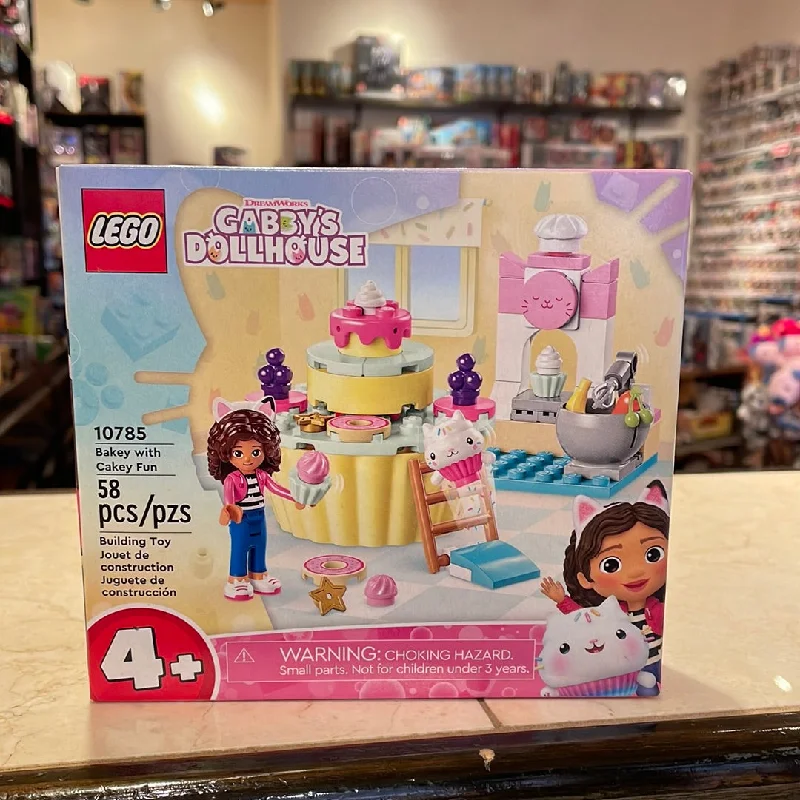 LEGO
DREAMWORKS
GABBY'S
DOLLHOUSE
10785
Bakey with
Cakey Fun
58
pcs/pzs
Building Toy
Jouet de
construction
Juguete de
construcción
4+
WARNING: CHOKING HAZARD.
Small parts. Not for children under 3 years.